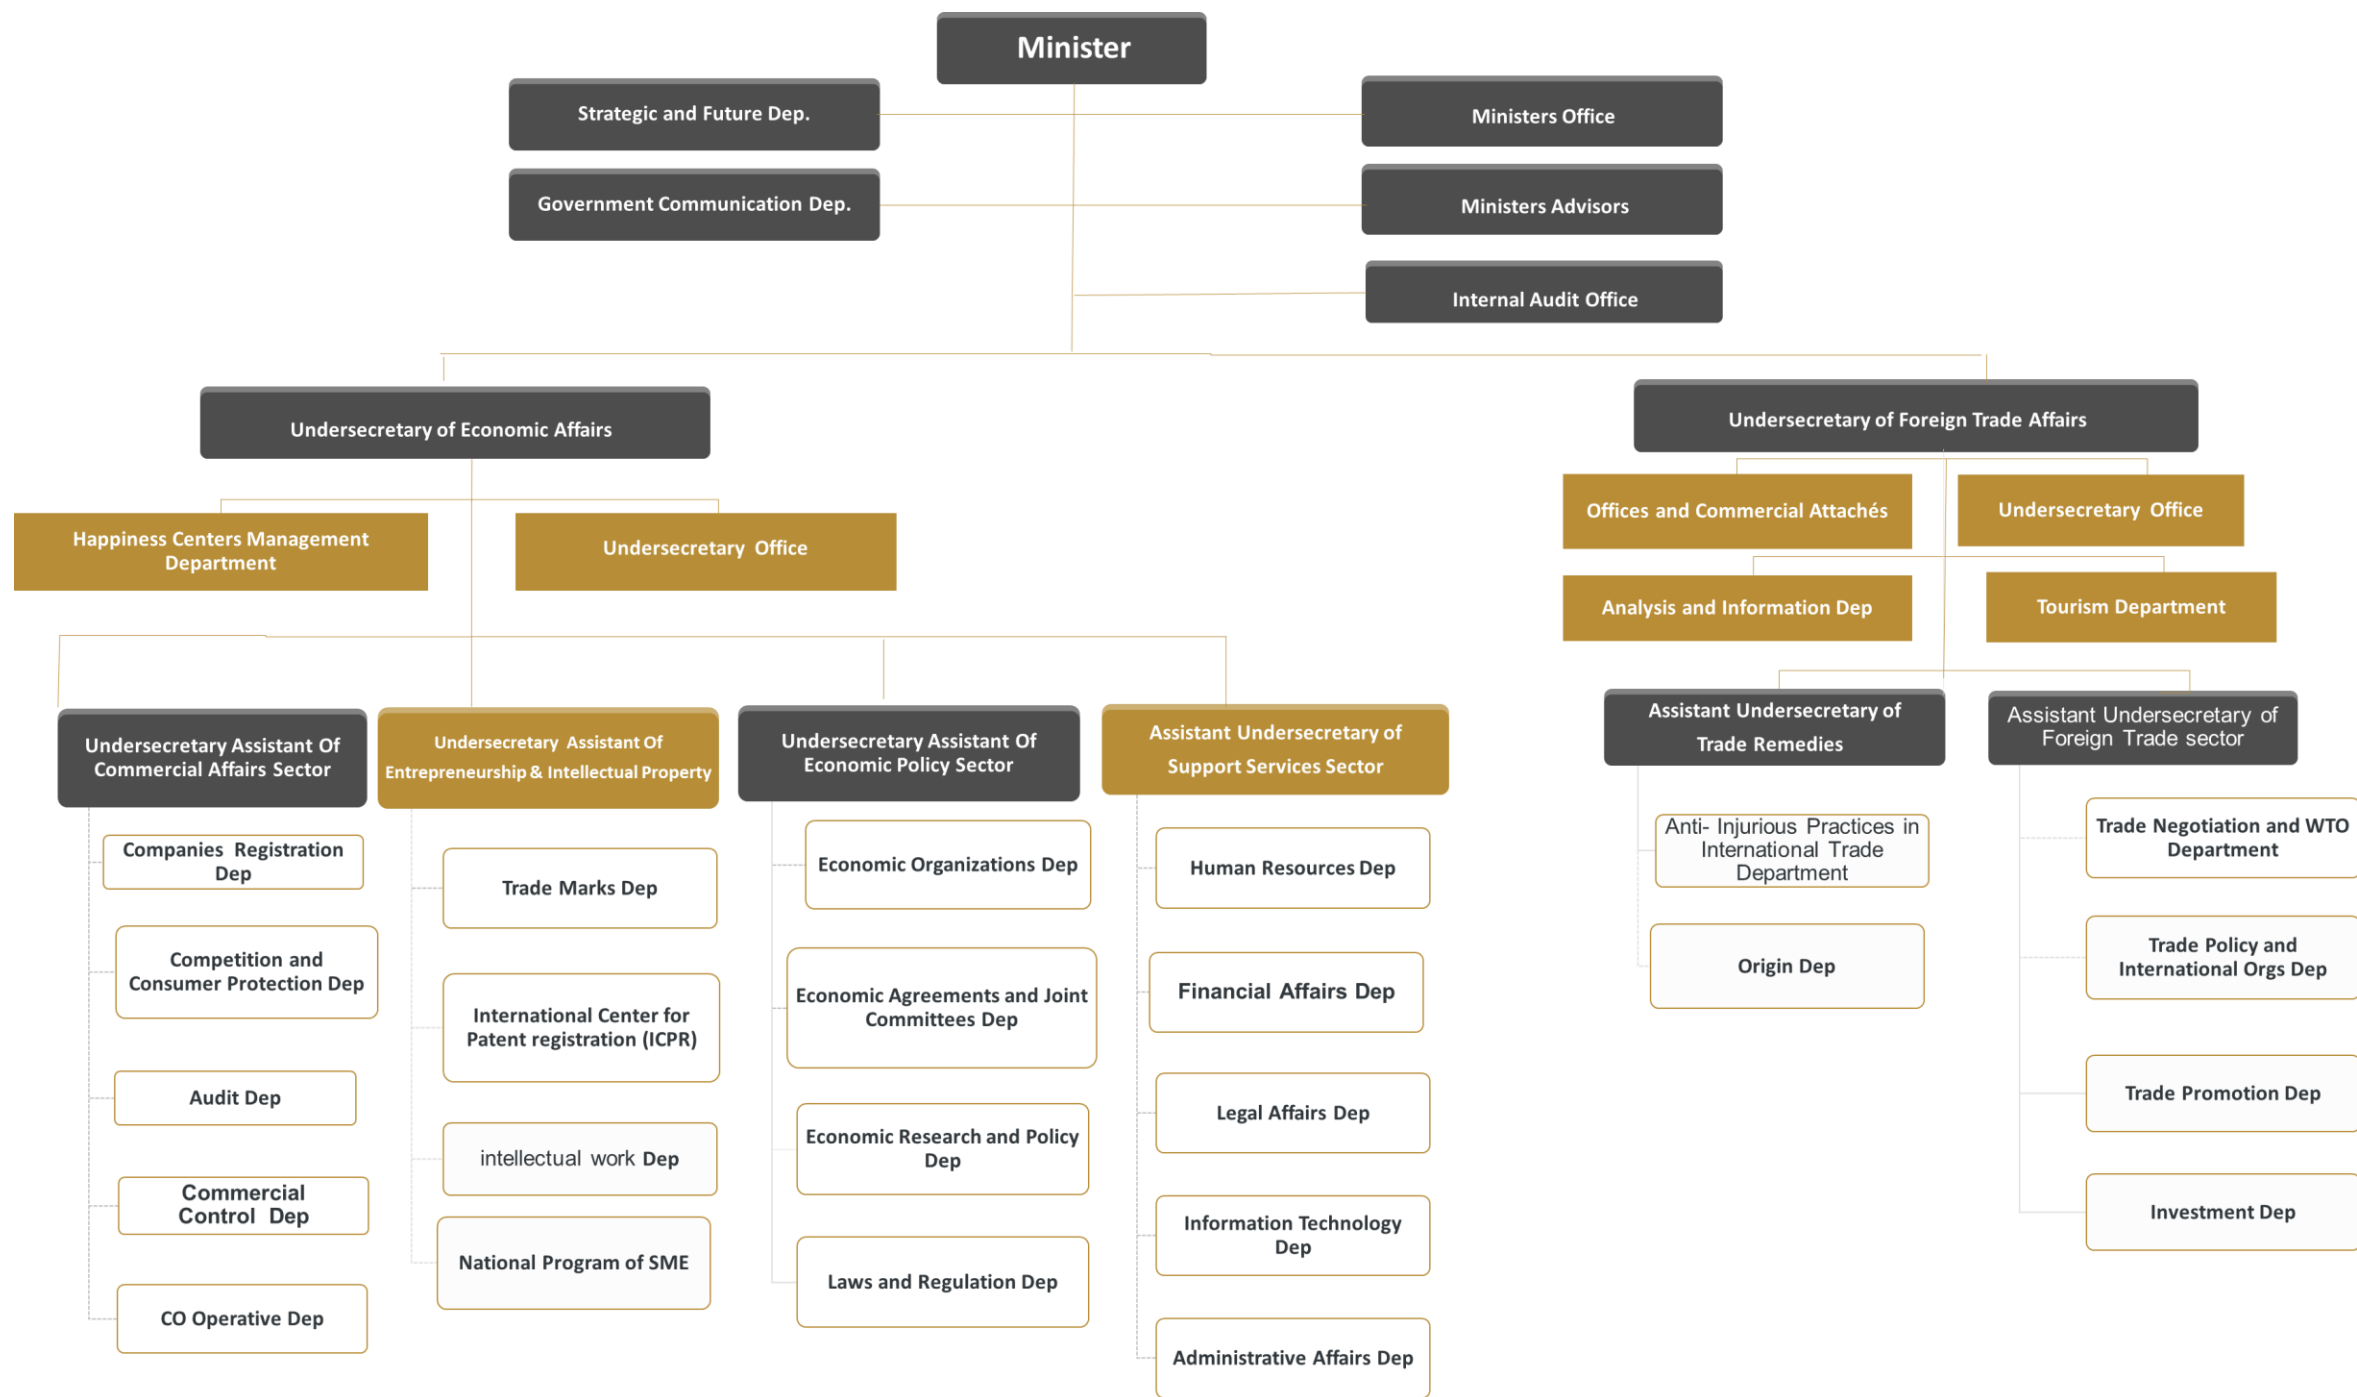 Minister
Strategic and Future Dep.
Ministers Office
Government Communication Dep.
Ministers Advisors
Internal Audit Office
Undersecretary of Economic Affairs
Undersecretary of Foreign Trade Affairs
Happiness Centers Management
Department
Undersecretary Office
Offices and Commercial Attachés
Undersecretary Office
Analysis and Information Dep
Tourism Department
Undersecretary Assistant Of
Commercial Affairs Sector
Companies Registration
Dep
Competition and
Consumer Protection Dep
Audit Dep
Commercial
Control Dep
CO Operative Dep
Undersecretary Assistant Of
Entrepreneurship & Intellectual Property
Trade Marks Dep
International Center for
Patent registration (ICPR)
intellectual work Dep
National Program of SME
Undersecretary Assistant Of
Economic Policy Sector
Economic Organizations Dep
Economic Agreements and Joint
Committees Dep
Economic Research and Policy
Dep
Laws and Regulation Dep
Assistant Undersecretary of
Support Services Sector
Human Resources Dep
Financial Affairs Dep
Legal Affairs Dep
Information Technology
Dep
Administrative Affairs Dep
Assistant Undersecretary of
Trade Remedies
Anti- Injurious Practices in
International Trade
Department
Origin Dep
Assistant Undersecretary of
Foreign Trade sector
Trade Negotiation and WTO
Department
Trade Policy and
International Orgs Dep
Trade Promotion Dep
Investment Dep